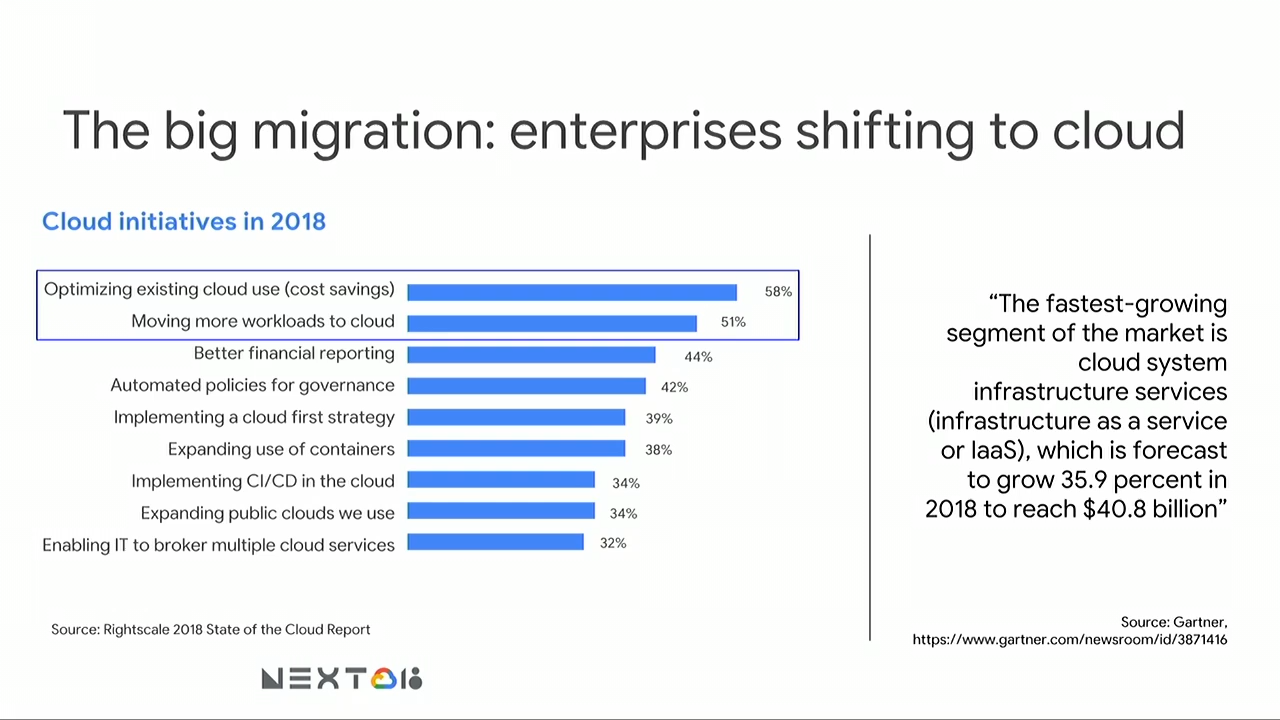 The big migration: enterprises shifting to cloud
Cloud initiatives in 2018
Optimizing existing cloud use (cost savings) 58%
Moving more workloads to cloud 51%
Better financial reporting 44%
Automated policies for governance 42%
Implementing a cloud first strategy 39%
Expanding use of containers 38%
Implementing CI/CD in the cloud 34%
Expanding public clouds we use 34%
Enabling IT to broker multiple cloud services 32%
Source: Rightscale 2018 State of the Cloud Report
“The fastest-growing
segment of the market is
cloud system
infrastructure services
(infrastructure as a service
or IaaS), which is forecast
to grow 35.9 percent in
2018 to reach $40.8 billion”
Source: Gartner,
https://www.gartner.com/newsroom/id/3871416
NEXT 18